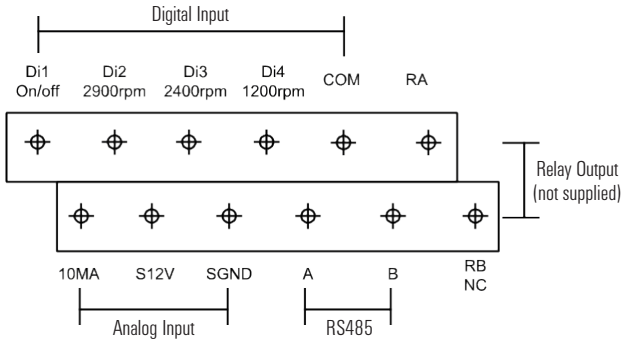 Digital Input
Di1 Di2 Di3 Di4 COM RA
On/off 2900rpm 2400rpm 1200rpm
Relay Output
(not supplied)
10MA S12V SGND A B RB
NC
Analog Input RS485